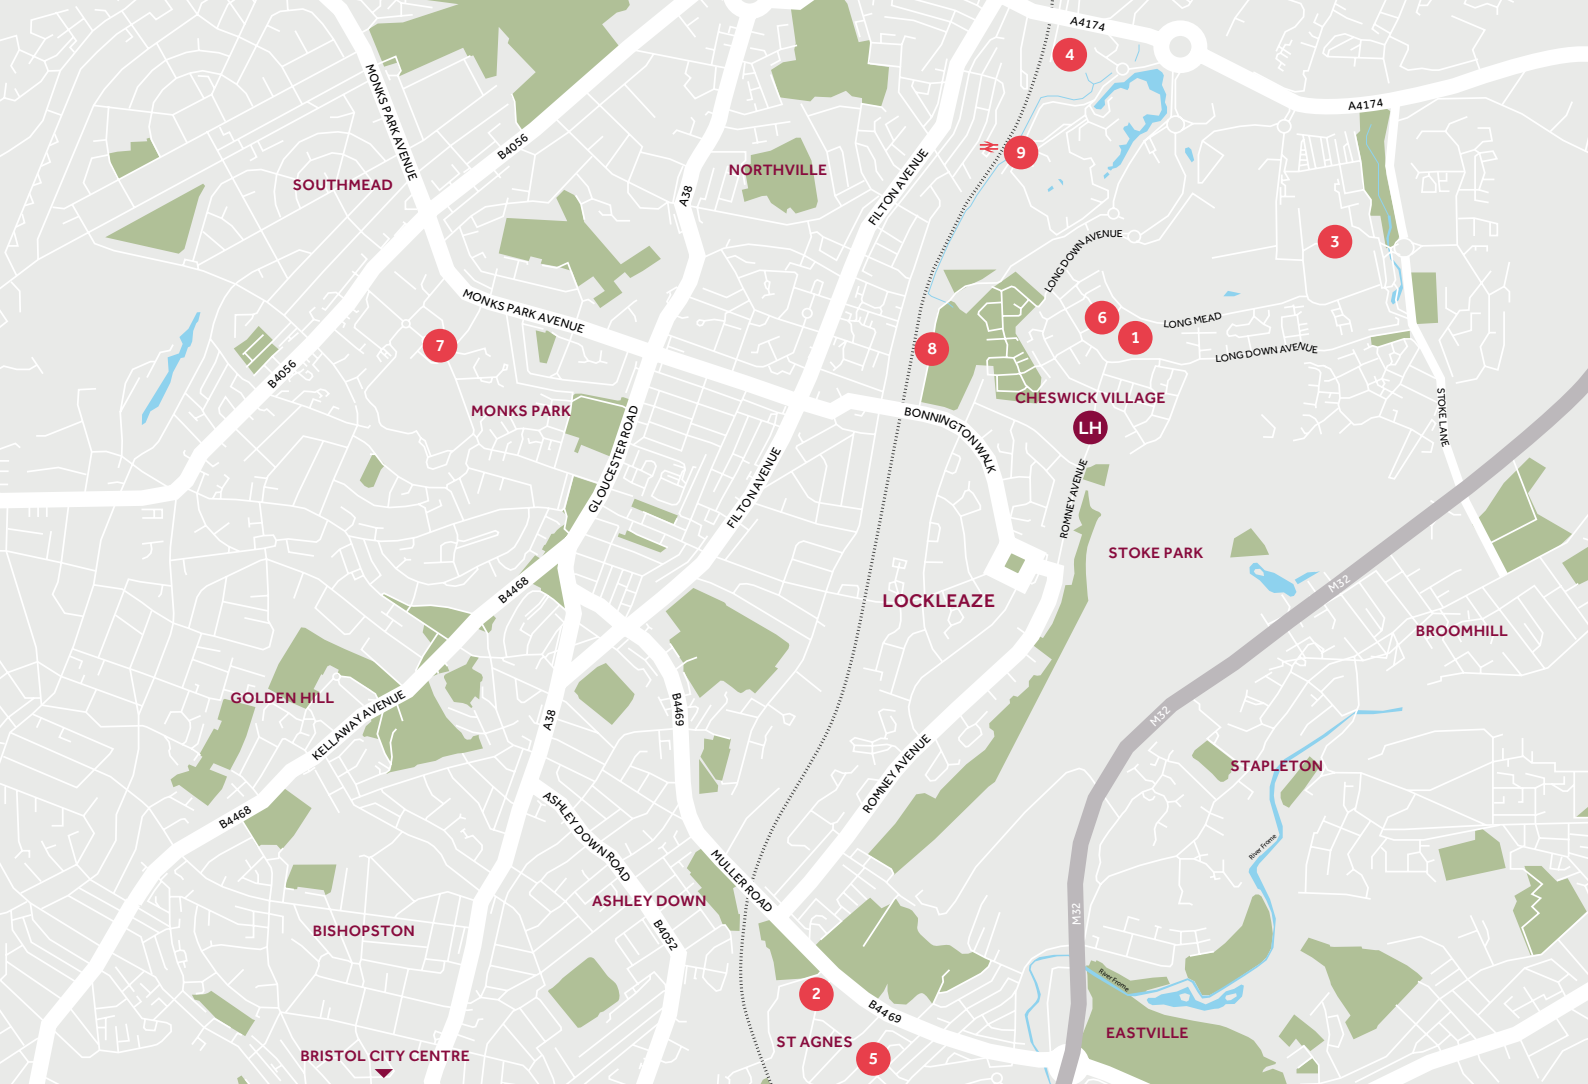 A4174
4
MONKS PARK AVENUE
A4174
B4056
9
NORTHVILLE
SOUTHMEAD
A38
FILTON AVENUE
3
LONG DOWN AVENUE
MONKS PARK AVENUE
6
LONG MEAD
1
7
8
LONG DOWN AVENUE
B4056
CHESWICK VILLAGE
MONKS PARK
BONNINGTON WALK
STOKE LANE
LH
GLOUCESTER ROAD
FILTON AVENUE
ROMNEY AVENUE
STOKE PARK
B4468
M32
LOCKLEAZE
BROOMHILL
GOLDEN HILL
KELLAWAY AVENUE
A38
B4469
M32
ROMNEY AVENUE
STAPLETON
B4468
ASHLEY DOWN ROAD
River Frome
MULLER ROAD
ASHLEY DOWN
M32
BISHOPSTON
B4052
River Frome
2
B4469
EASTVILLE
ST AGNES
5
BRISTOL CITY CENTRE